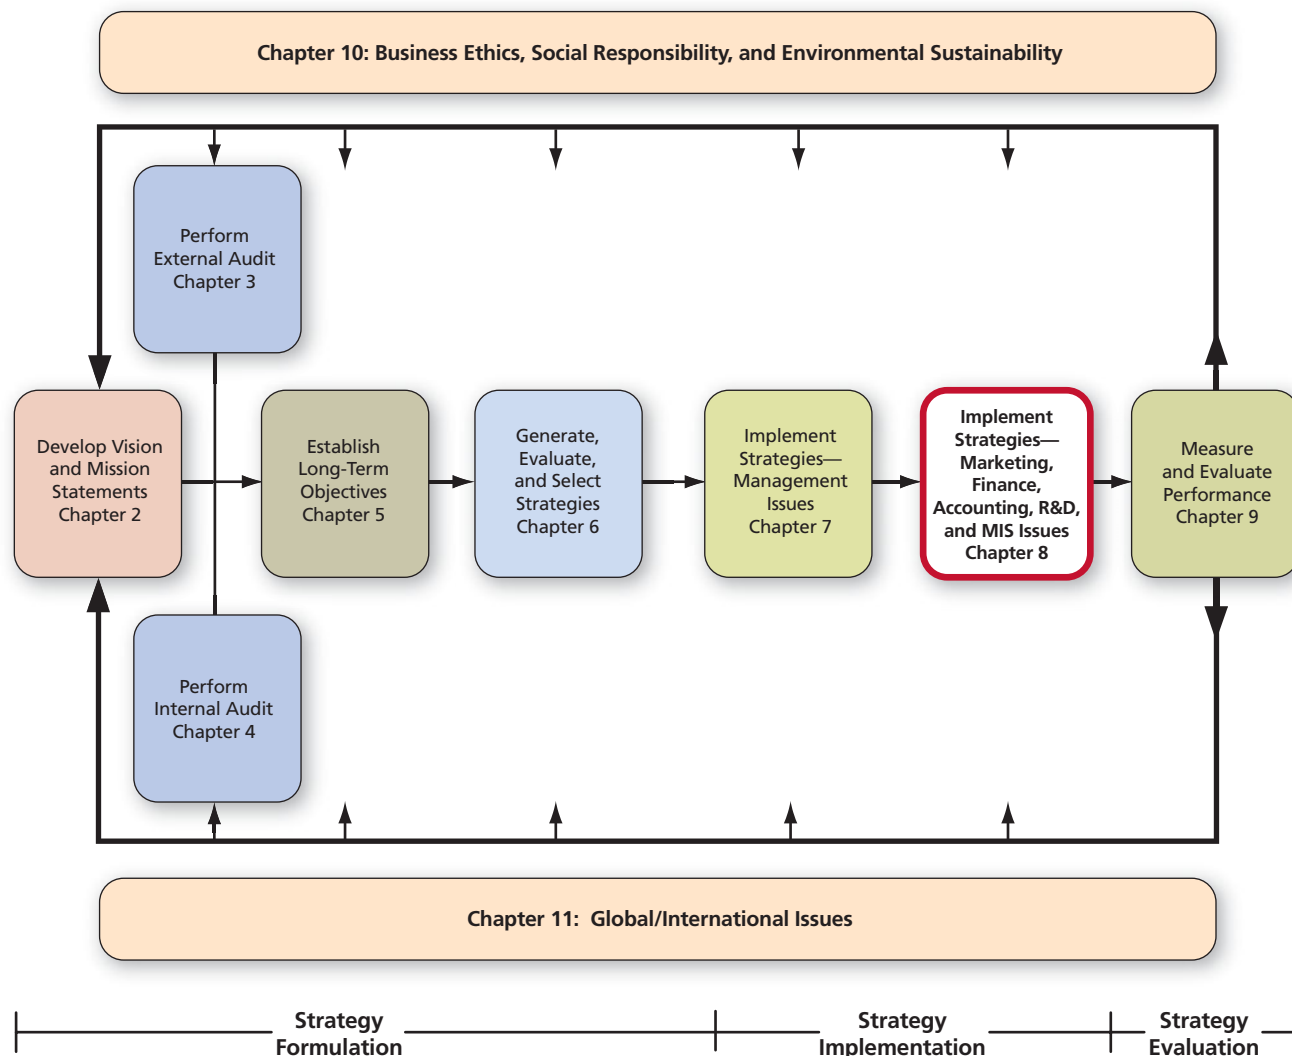 Chapter 10: Business Ethics, Social Responsibility, and Environmental Sustainability
Perform
External Audit
Chapter 3
Develop Vision
and Mission
Statements
Chapter 2
Establish
Long-Term
Objectives
Chapter 5
Generate,
Evaluate,
and Select
Strategies
Chapter 6
Implement
Strategies—
Management
Issues
Chapter 7
Implement
Strategies—
Marketing,
Finance,
Accounting, R&D,
and MIS Issues
Chapter 8
Measure
and Evaluate
Performance
Chapter 9
Perform
Internal Audit
Chapter 4
Chapter 11: Global/International Issues
Strategy
Formulation
Strategy
Implementation
Strategy
Evaluation